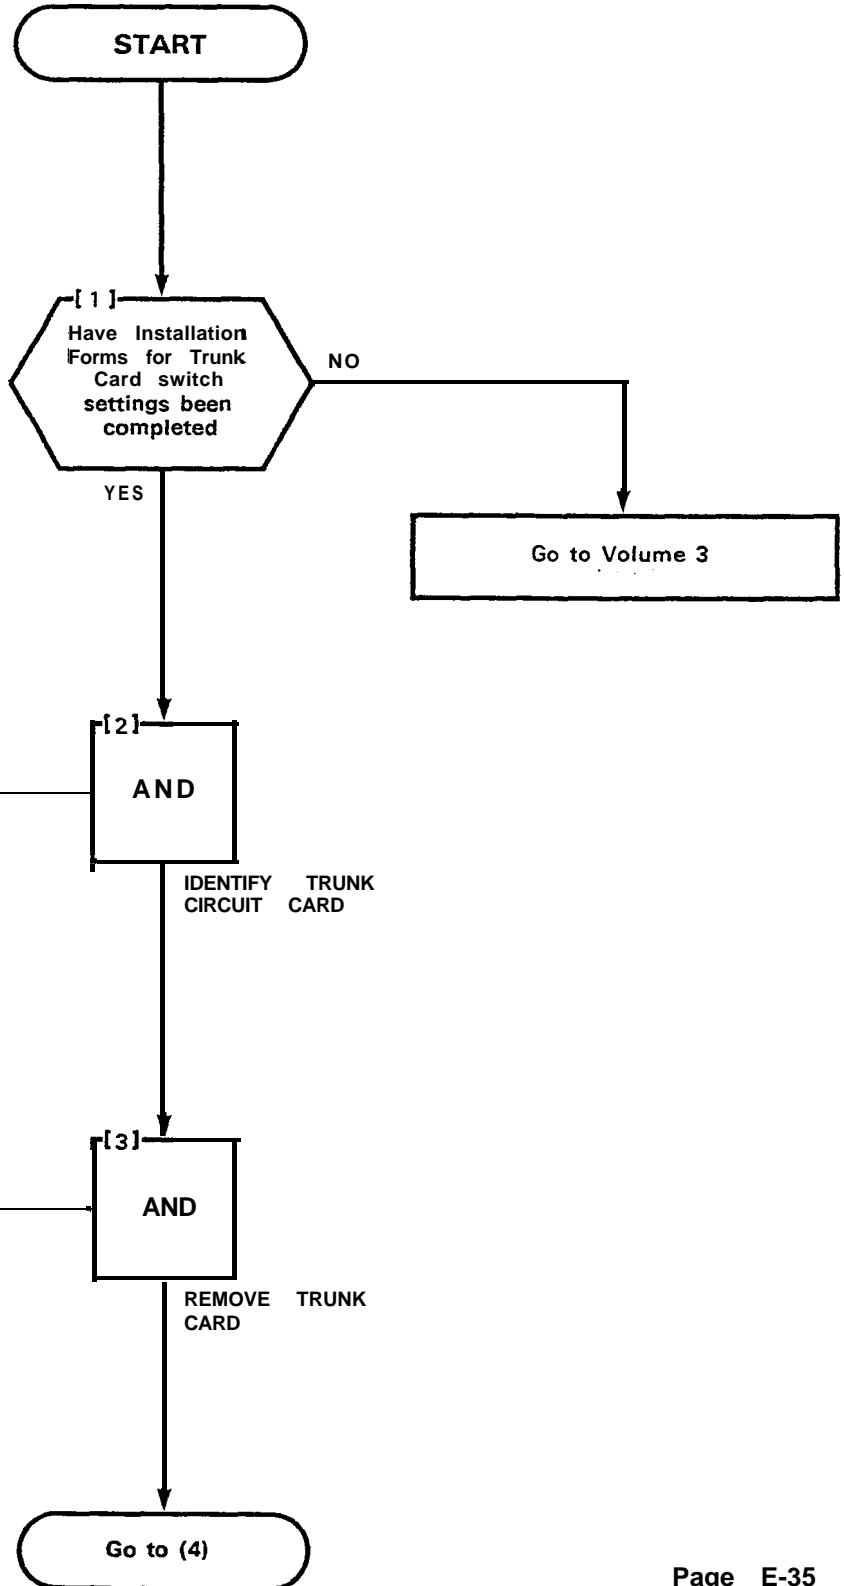 START
[1]
Have Installation
Forms for Trunk
Card switch
settings been
completed
NO
YES
Go to Volume 3
[2]
AND
IDENTIFY TRUNK
CIRCUIT CARD
[3]
AND
REMOVE TRUNK
CARD
Go to (4)
Page E-35